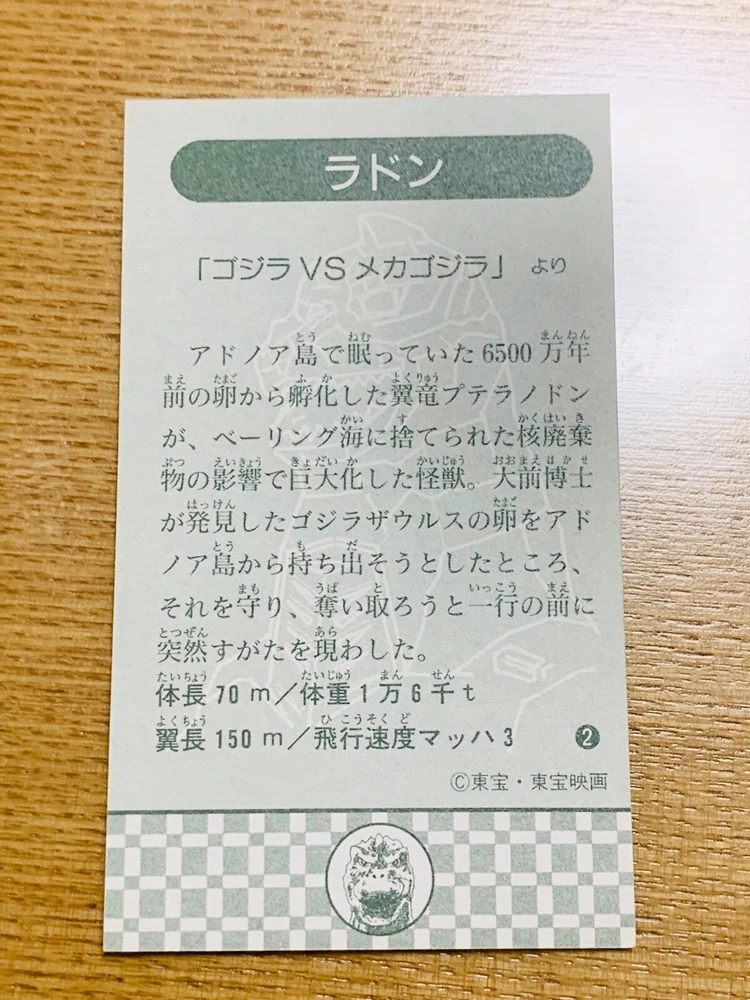 ラドン
「ゴジラVSメカゴジラ」 より
アドノア島で眠っていた6500万年
前の卵から孵化した翼竜プテラノドン
が、ベーリング海に捨てられた核廃棄
物の影響で巨大化した怪獣。大前博士
が発見したゴジラザウルスの卵をアド
ノア島から持ち出そうとしたところ、
それを守り、奪い取ろうと一行の前に
突然すがたを現わした。
体長70m／体重1万6千t
翼長150m／飛行速度マッハ3 ❷
©東宝・東宝映画